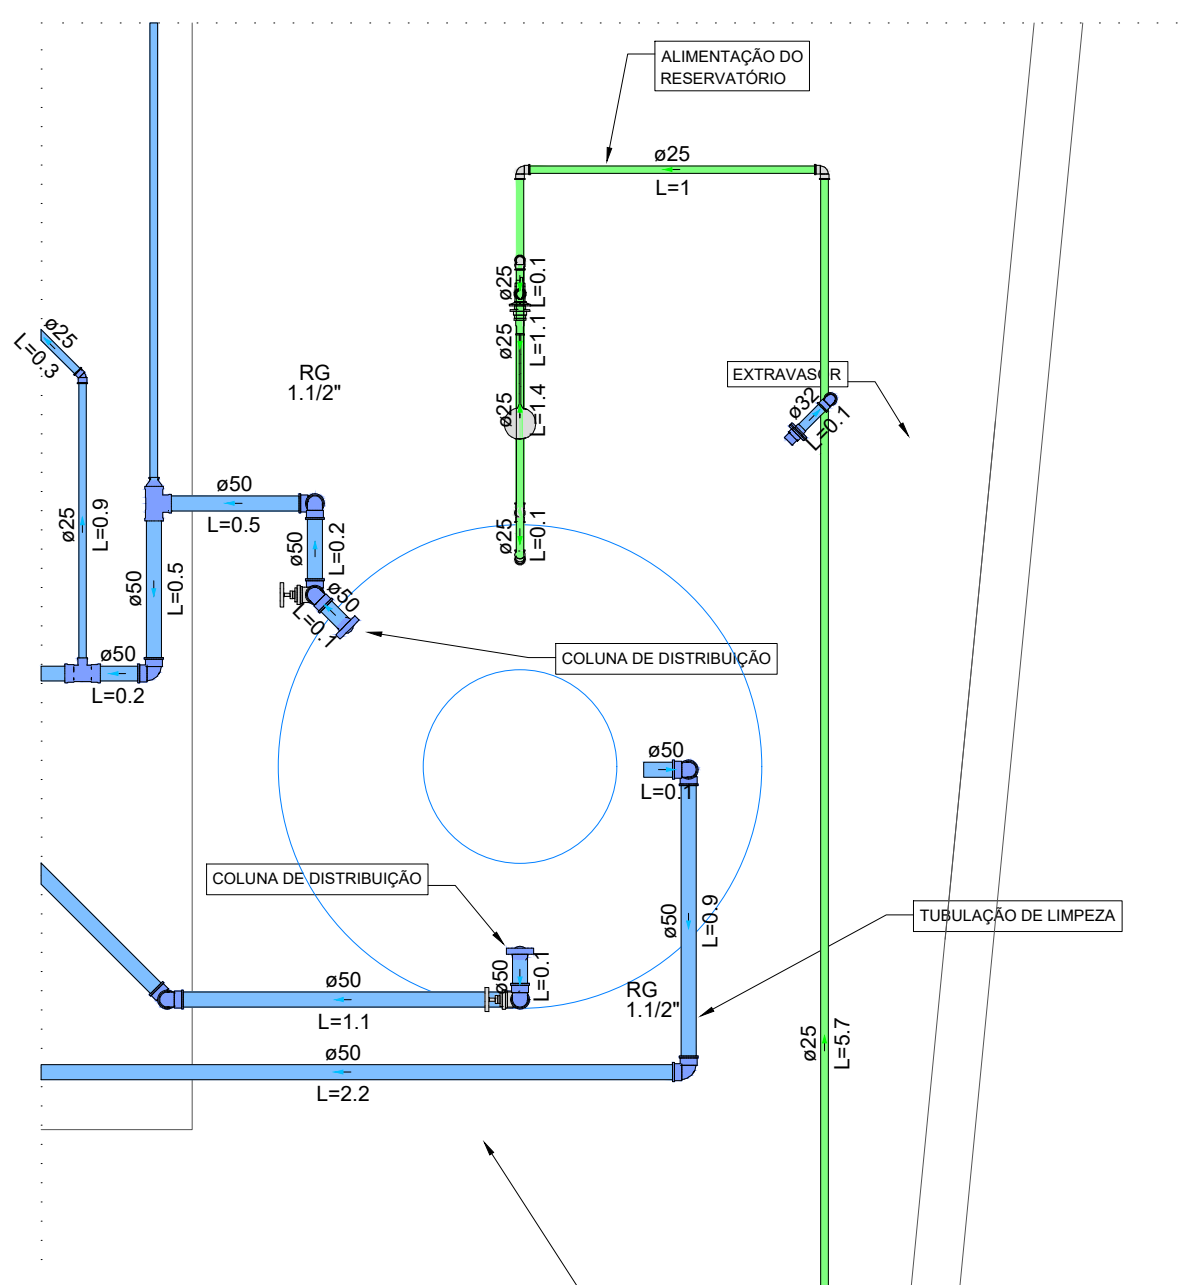 ALIMENTAÇÃO DO
RESERVATÓRIO
ø25
L=1
ø25
L=0.1
ø25
L=1.1
ø25
L=1.4
ø25
L=0.1
ø25
L=0.3
RG
1.1/2"
EXTRAVASOR
ø32
L=0.1
ø50
L=0.5
ø25
L=0.9
ø50
L=0.5
ø50
L=0.2
ø50
L=0.1
ø50
L=0.2
COLUNA DE DISTRIBUIÇÃO
ø50
L=0.1
COLUNA DE DISTRIBUIÇÃO
ø50
L=0.9
TUBULAÇÃO DE LIMPEZA
ø50
L=0.1
RG
1.1/2"
ø50
L=1.1
ø25
L=5.7
ø50
L=2.2